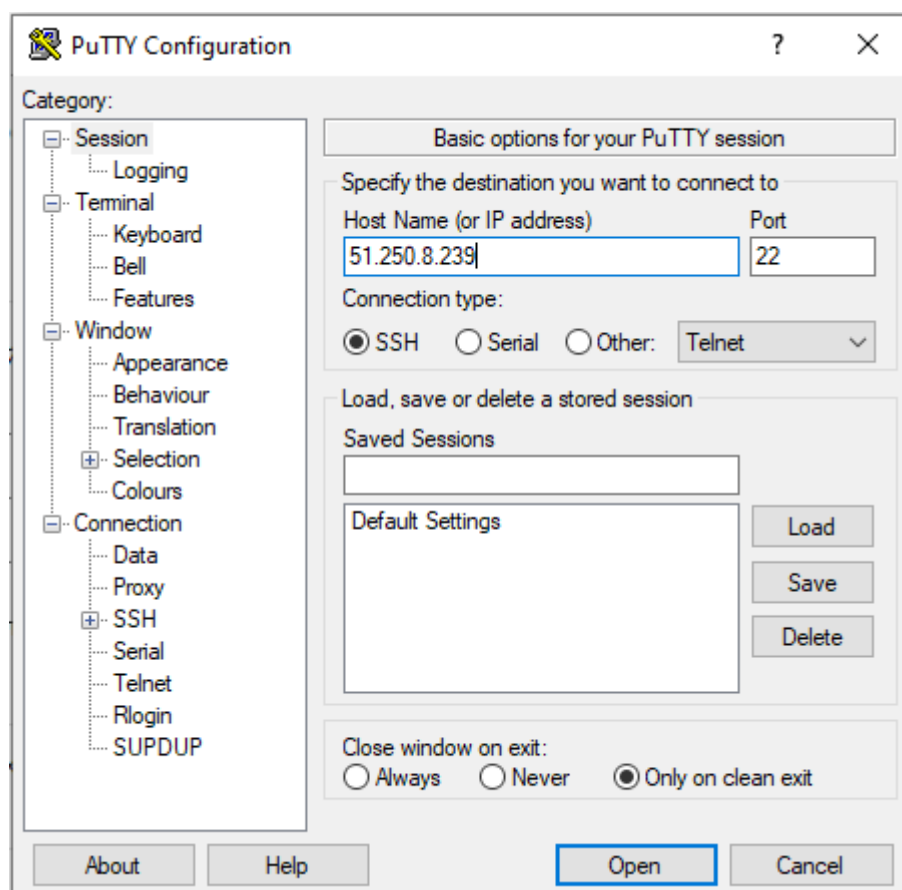 PuTTY Configuration
?
Category:
Session
Logging
Terminal
Keyboard
Bell
Features
Window
Appearance
Behaviour
Translation
Selection
Colours
Connection
Data
Proxy
SSH
Serial
Telnet
Rlogin
SUPDUP
Basic options for your PuTTY session
Specify the destination you want to connect to
Host Name (or IP address) Port
51.250.8.239 22
Connection type:
SSH Serial Other: Telnet
Load, save or delete a stored session
Saved Sessions
Default Settings
Load
Save
Delete
Close window on exit:
Always Never Only on clean exit
About Help Open Cancel